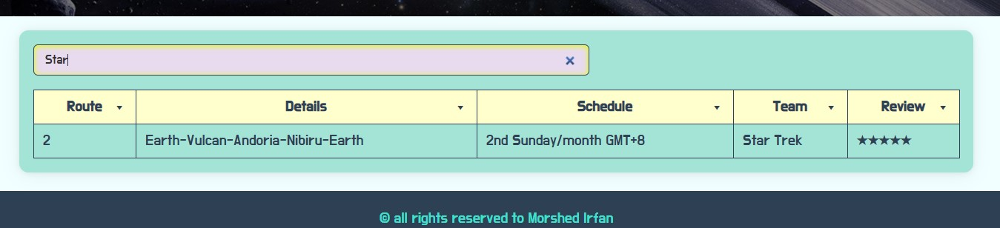 Star
Route Details Schedule Team Review
2 Earth-Vulcan-Andoria-Nibiru-Earth 2nd Sunday/month GMT+8 Star Trek ★★★★★
© all rights reserved to Morshed Irfan